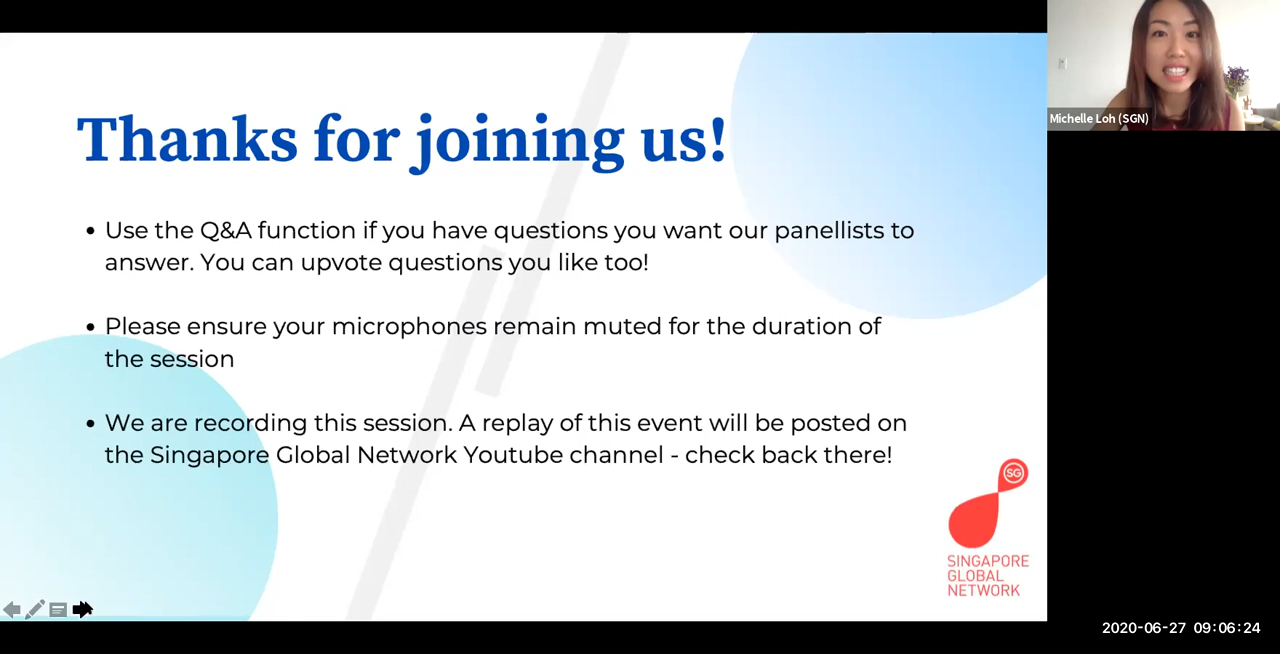 Thanks for joining us!
• Use the Q&A function if you have questions you want our panellists to
answer. You can upvote questions you like too!
• Please ensure your microphones remain muted for the duration of
the session
• We are recording this session. A replay of this event will be posted on
the Singapore Global Network Youtube channel - check back there!
SG
SINGAPORE
GLOBAL
NETWORK
Michelle Loh (SGN)
2020-06-27 09:06:24